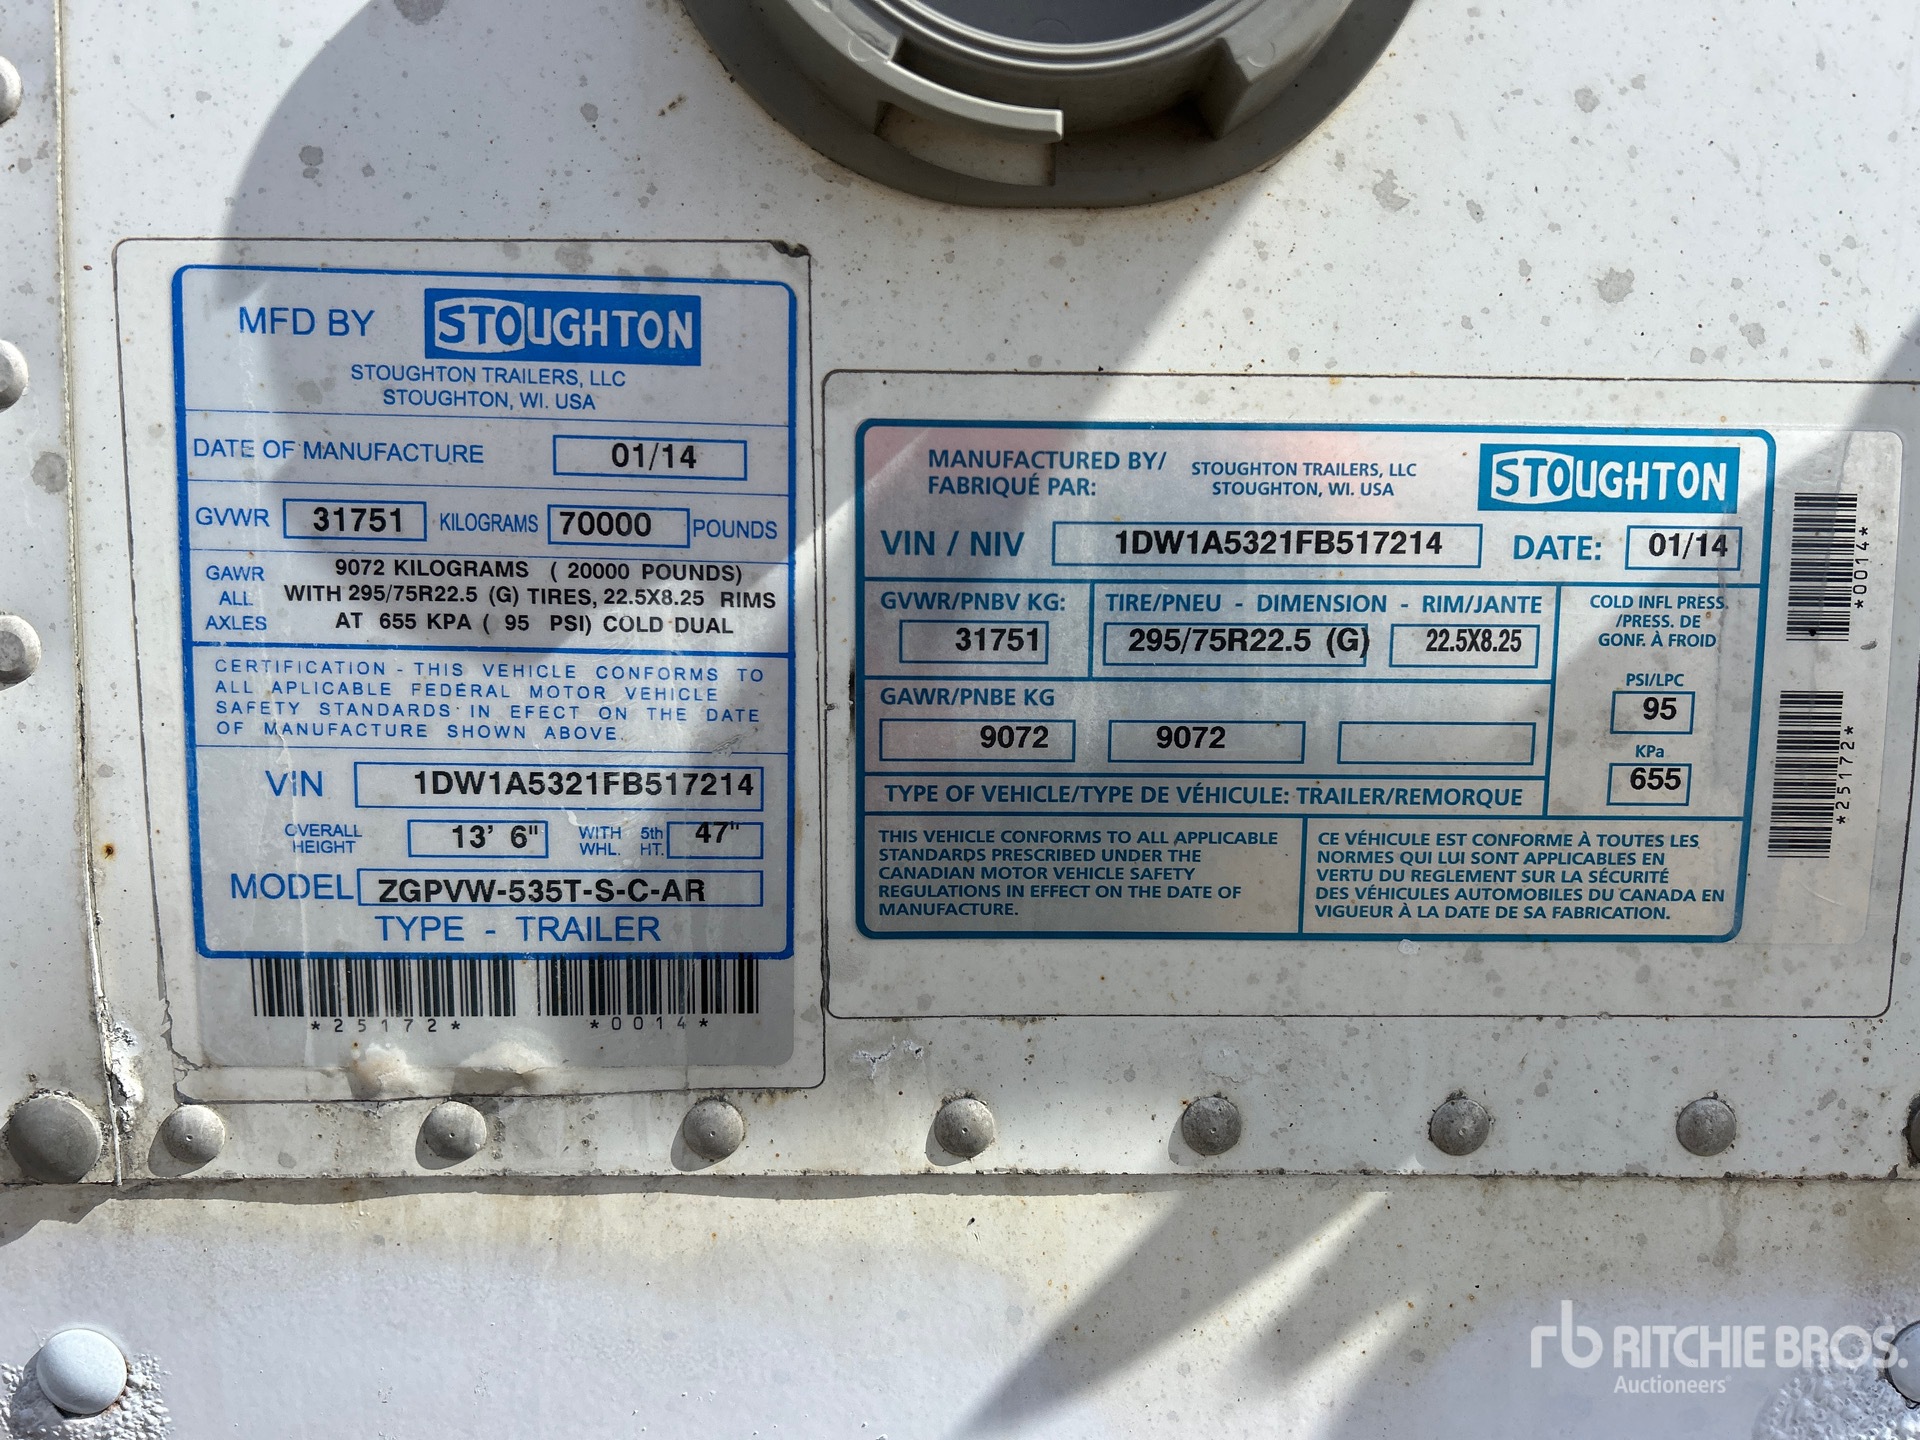 MFD BY STOUGHTON
STOUGHTON TRAILERS, LLC
STOUGHTON, WI. USA
DATE OF MANUFACTURE 01/14
GVWR 31751 KILOGRAMS 70000 POUNDS
GAWR ALL AXLES
9072 KILOGRAMS ( 20000 POUNDS)
WITH 295/75R22.5 (G) TIRES, 22.5X8.25 RIMS
AT 655 KPA ( 95 PSI) COLD DUAL
CERTIFICATION - THIS VEHICLE CONFORMS TO
ALL APLICABLE FEDERAL MOTOR VEHICLE
SAFETY STANDARDS IN EFECT ON THE DATE
OF MANUFACTURE SHOWN ABOVE.
VIN 1DW1A5321FB517214
OVERALL HEIGHT 13' 6" WITH 5th WHL. HT. 47"
MODEL ZGPVW-535T-S-C-AR
TYPE - TRAILER
*25172* *0014*
MANUFACTURED BY/
FABRIQUÉ PAR:
STOUGHTON TRAILERS, LLC
STOUGHTON, WI. USA
STOUGHTON
VIN / NIV 1DW1A5321FB517214 DATE: 01/14
GVWR/PNBV KG: TIRE/PNEU - DIMENSION - RIM/JANTE
31751 295/75R22.5 (G) 22.5X8.25
COLD INFL PRESS.
/PRESS. DE
GONF. À FROID
PSI/LPC
95
KPa
655
GAWR/PNBE KG
9072 9072
TYPE OF VEHICLE/TYPE DE VÉHICULE: TRAILER/REMORQUE
THIS VEHICLE CONFORMS TO ALL APPLICABLE
STANDARDS PRESCRIBED UNDER THE
CANADIAN MOTOR VEHICLE SAFETY
REGULATIONS IN EFFECT ON THE DATE OF
MANUFACTURE.
CE VÉHICULE EST CONFORME À TOUTES LES
NORMES QUI LUI SONT APPLICABLES EN
VERTU DU REGLEMENT SUR LA SÉCURITÉ
DES VÉHICULES AUTOMOBILES DU CANADA EN
VIGUEUR À LA DATE DE SA FABRICATION.
*0014*
*25172*
rb RITCHIE BROS.
Auctioneers